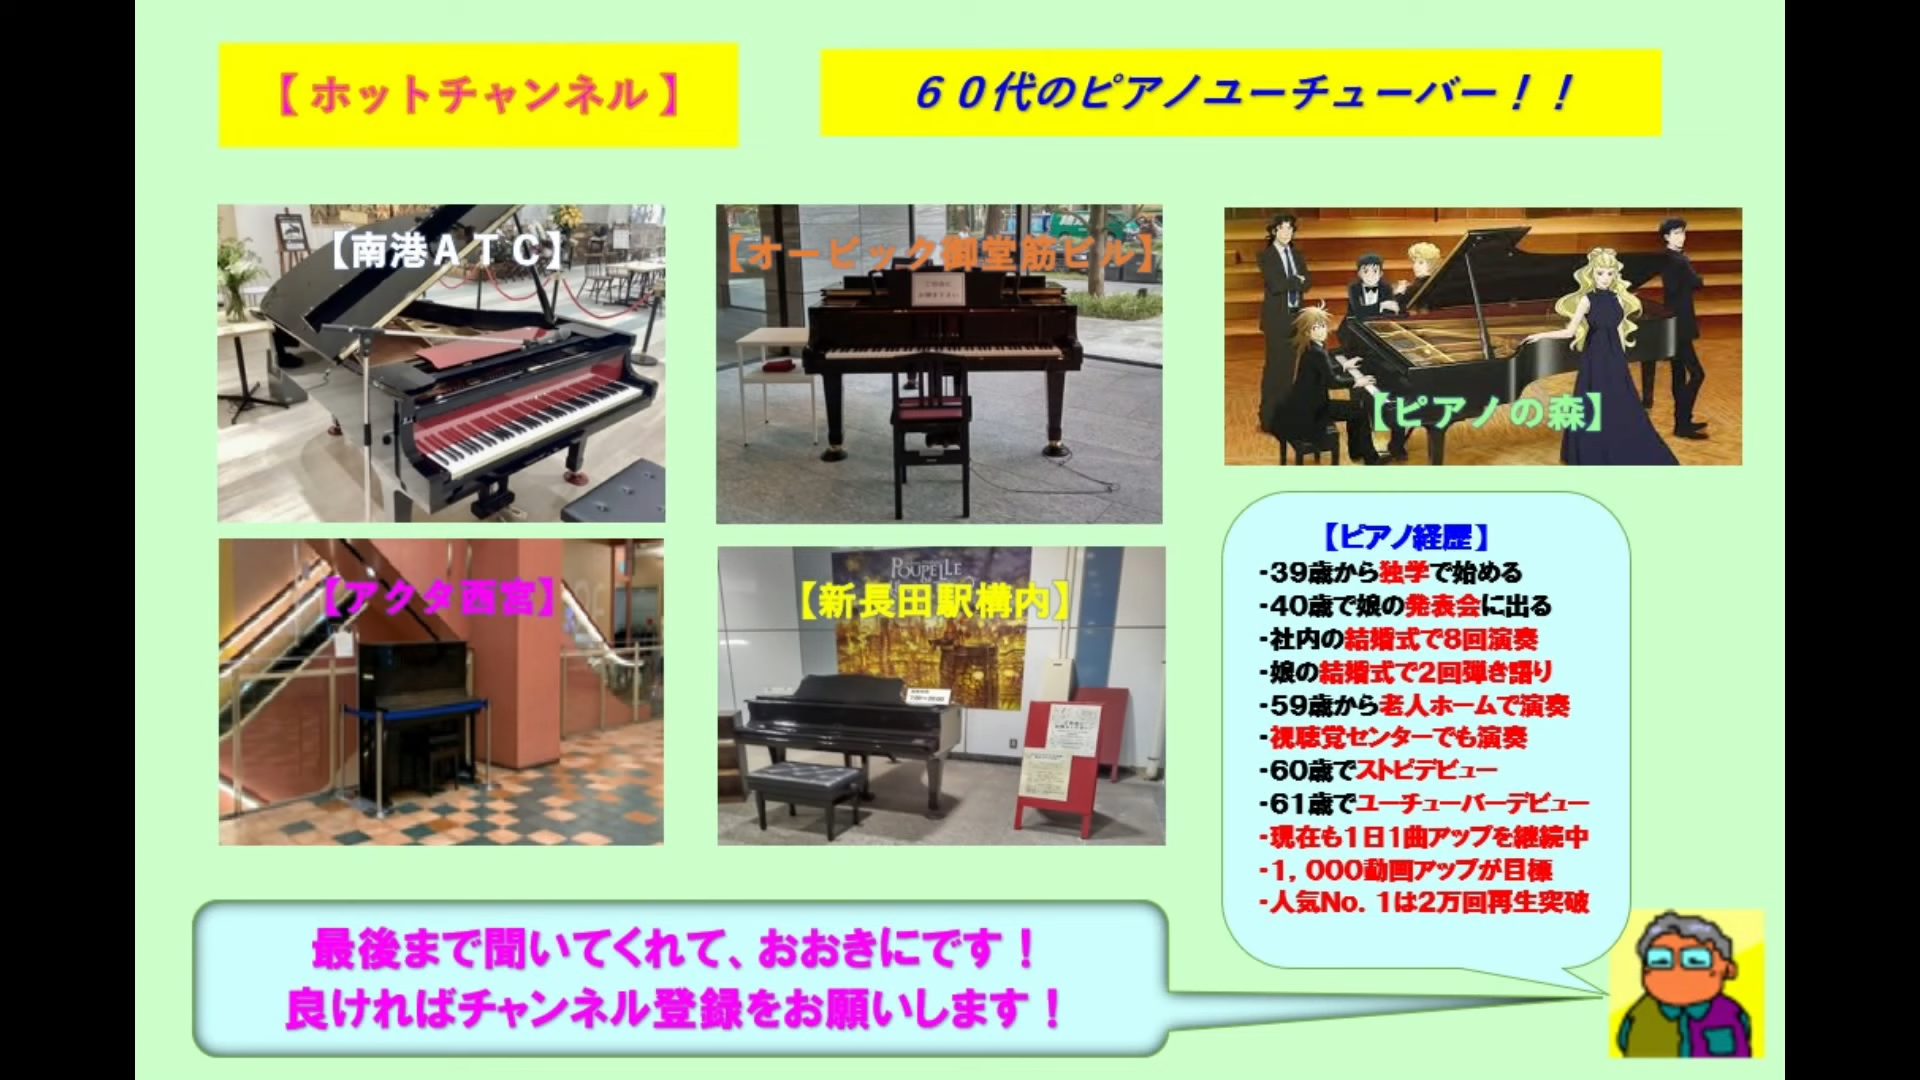 【ホットチャンネル】
６０代のピアノユーチューバー！！
【南港ＡＴＣ】
【オービック御堂筋ビル】
【ピアノの森】
【アクタ西宮】
POUPELLE
【新長田駅構内】
【ピアノ経歴】
-39歳から独学で始める
-40歳で娘の発表会に出る
-社内の結婚式で8回演奏
-娘の結婚式で2回弾き語り
-59歳から老人ホームで演奏
-視聴覚センターでも演奏
-60歳でストピデビュー
-61歳でユーチューバーデビュー
-現在も1日1曲アップを継続中
-1，000動画アップが目標
-人気No．1は2万回再生突破
最後まで聞いてくれて、おおきにです！
良ければチャンネル登録をお願いします！